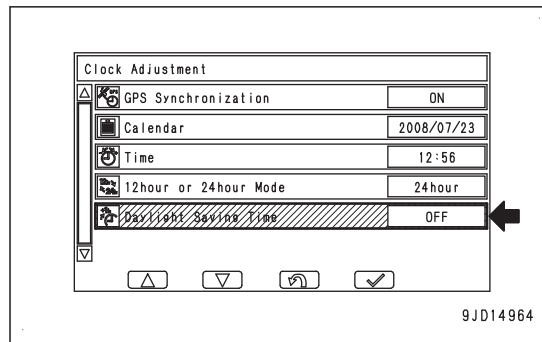 Clock Adjustment
GPS Synchronization ON
Calendar 2008/07/23
Time 12:56
12hour or 24hour Mode 24hour
Daylight Saving Time OFF
9JD14964